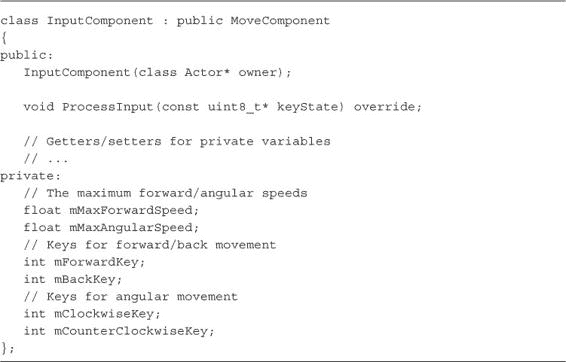 class InputComponent : public MoveComponent
{
public:
   InputComponent(class Actor* owner);

   void ProcessInput(const uint8_t* keyState) override;

   // Getters/setters for private variables
   // ...
private:
   // The maximum forward/angular speeds
   float mMaxForwardSpeed;
   float mMaxAngularSpeed;
   // Keys for forward/back movement
   int mForwardKey;
   int mBackKey;
   // Keys for angular movement
   int mClockwiseKey;
   int mCounterClockwiseKey;
};